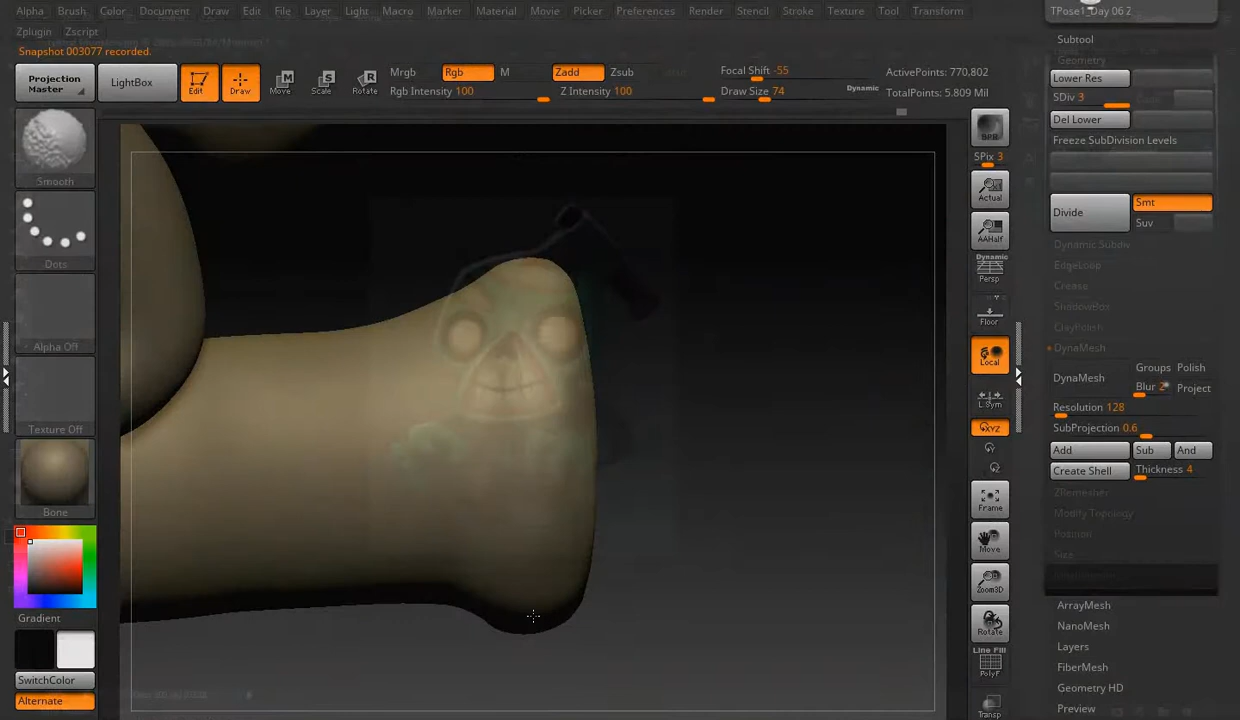 Alpha Brush Color Document Draw Edit File Layer Light Macro Marker Material Movie Picker Preferences Render Stencil Stroke Texture Tool Transform
Zplugin Zscript
Snapshot 003077 recorded.
Projection Master
LightBox
Edit
Draw
Move
Scale
Rotate
Mrgb
Rgb
M
Rgb Intensity 100
Zadd
Zsub
Z Intensity 100
Focal Shift -55
Draw Size 74
Dynamic
ActivePoints: 770,802
TotalPoints: 5.809 Mil
Smooth
Dots
Alpha Off
Texture Off
Bone
Gradient
SwitchColor
Alternate
BPR
SPix 3
Actual
AAHalf
Dynamic
Persp
Floor
Local
L.Sym
XYZ
Frame
Move
Zoom3D
Rotate
Line Fill
PolyF
Transp
TPose1_Day 06 2
Subtool
Geometry
Lower Res
SDiv 3
Del Lower
Freeze SubDivision Levels
Divide
Smt
Suv
Dynamic Subdiv
EdgeLoop
Crease
ShadowBox
ClayPolish
DynaMesh
DynaMesh
Groups Polish
Blur 2 Project
Resolution 128
SubProjection 0.6
Add Sub And
Create Shell Thickness 4
ZRemesher
Modify Topology
Position
Size
ArrayMesh
NanoMesh
Layers
FiberMesh
Geometry HD
Preview